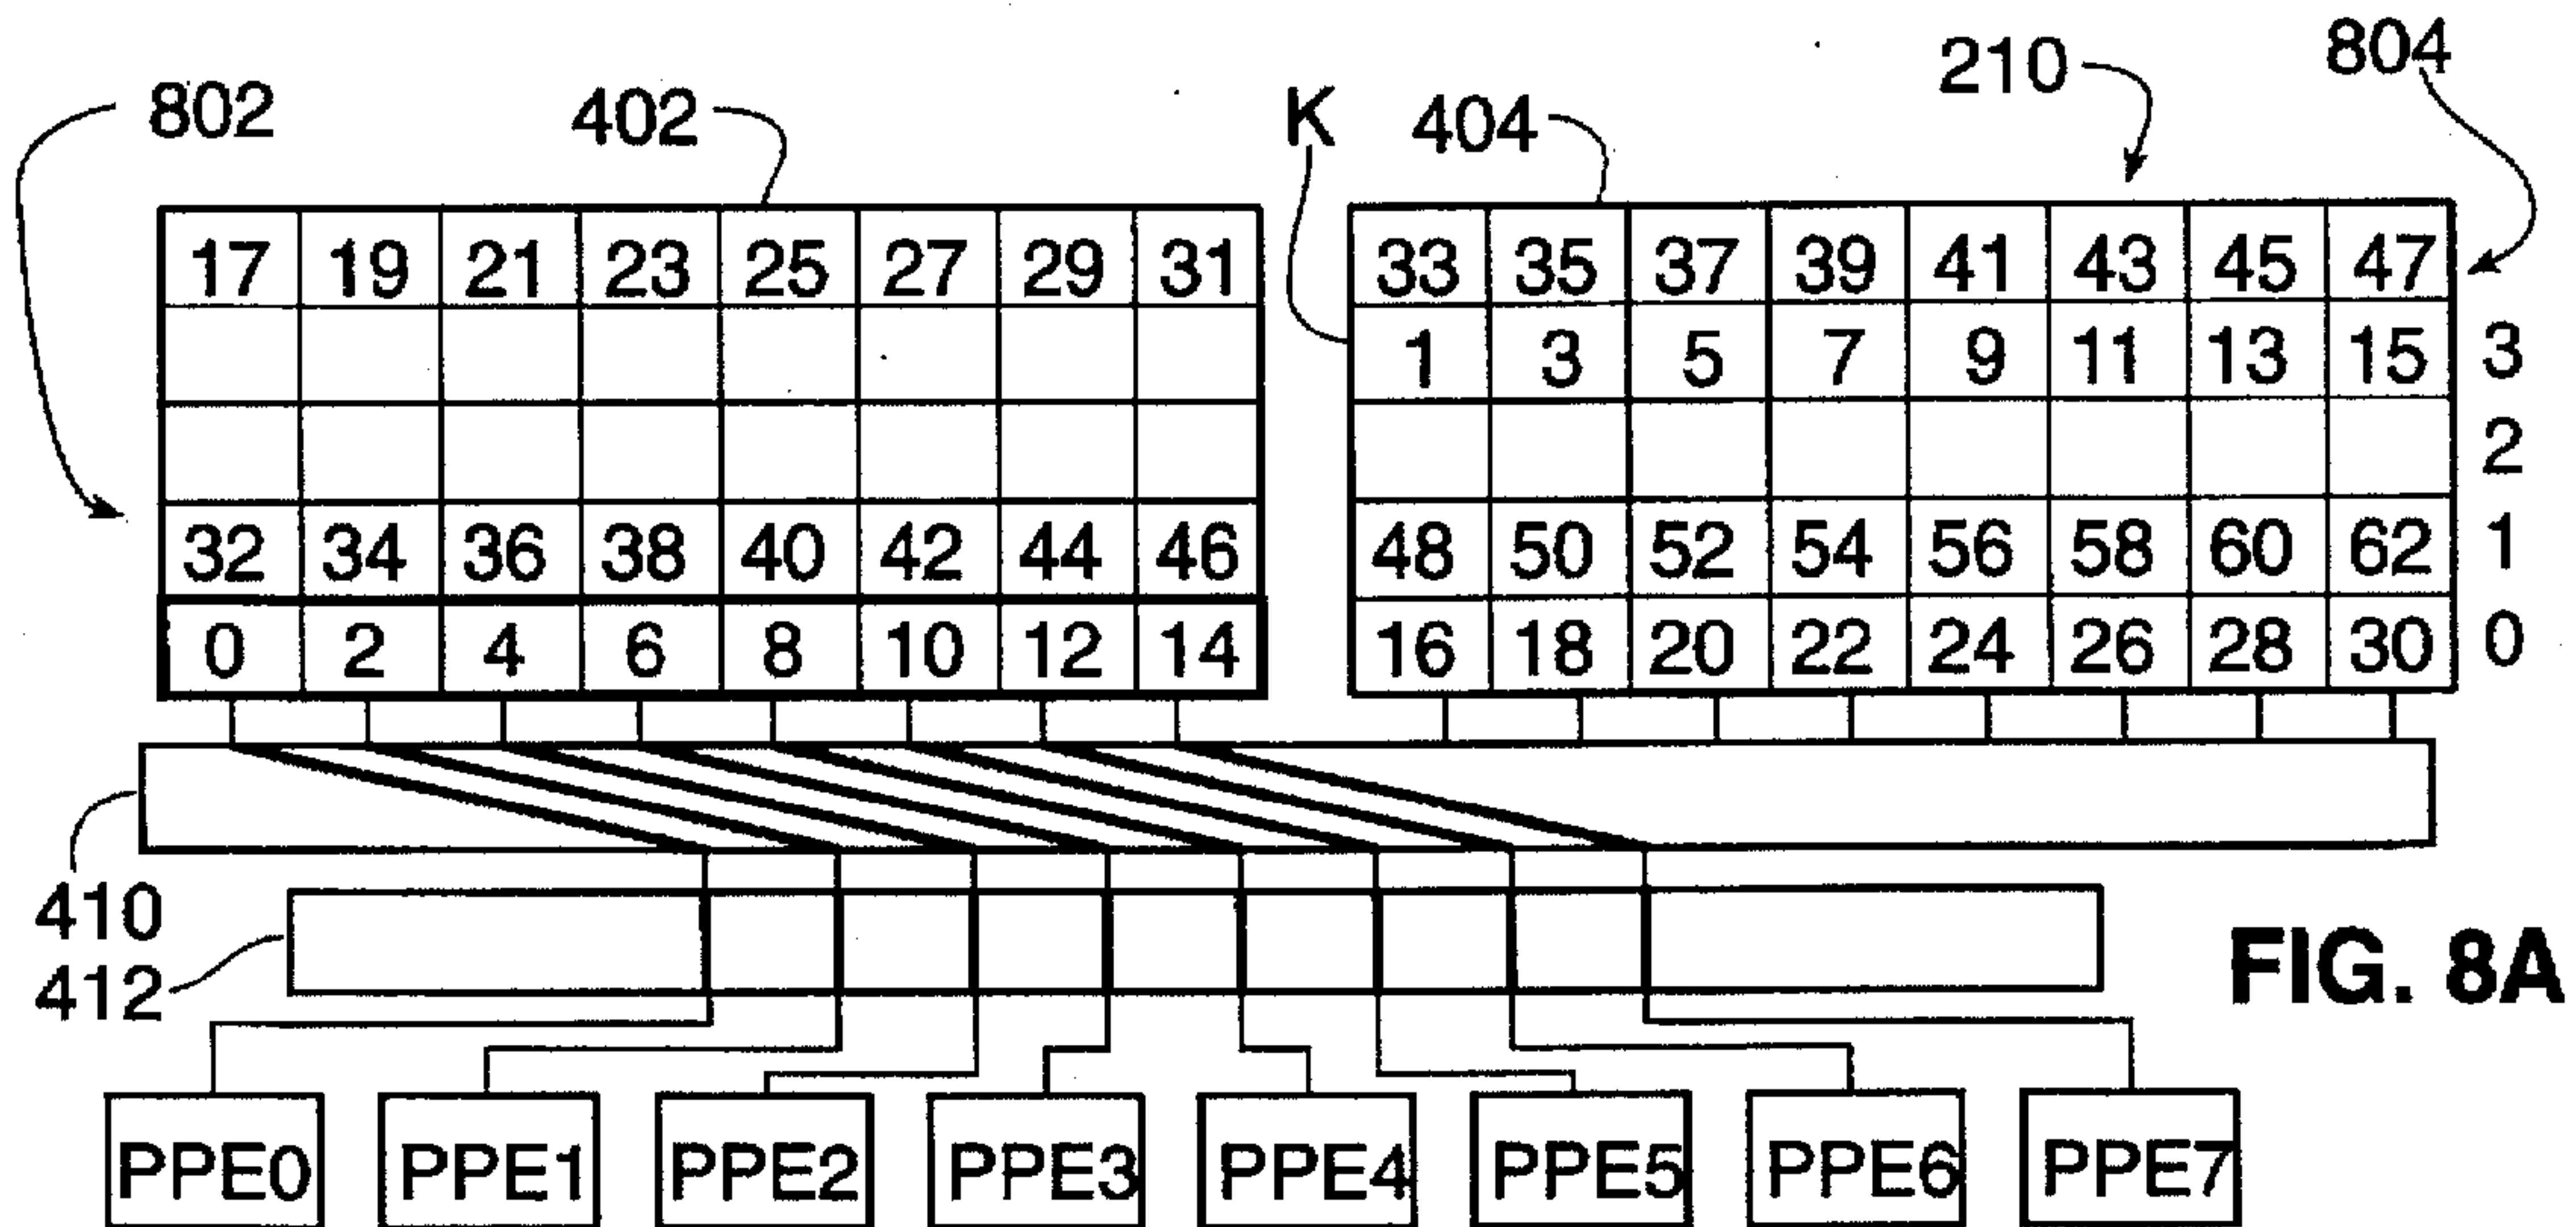 802 402 K 404 210 804
17 19 21 23 25 27 29 31 33 35 37 39 41 43 45 47
1 3 5 7 9 11 13 15 3
2
32 34 36 38 40 42 44 46 48 50 52 54 56 58 60 62 1
0 2 4 6 8 10 12 14 16 18 20 22 24 26 28 30 0
410
412
FIG. 8A
PPE0 PPE1 PPE2 PPE3 PPE4 PPE5 PPE6 PPE7